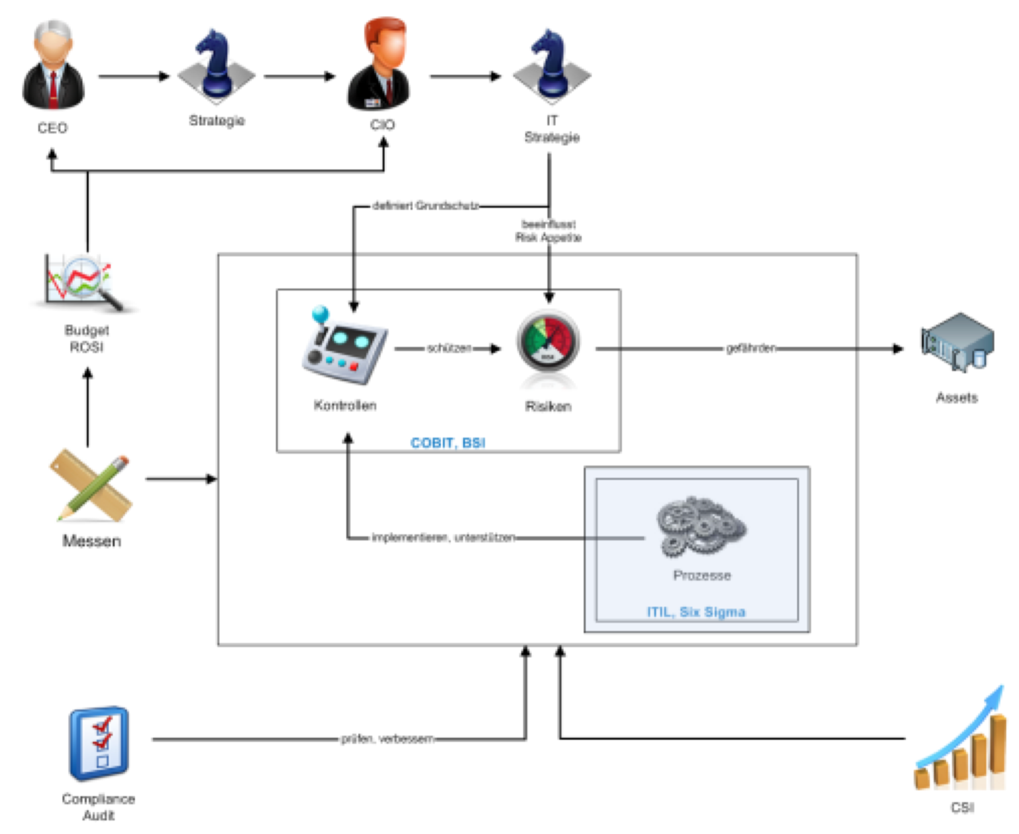 CEO
Strategie
CIO
IT
Strategie
definiert Grundschutz
beeinflusst
Risk Appetite
Budget
ROSI
Kontrollen
schützen
Risiken
gefährden
Assets
COBIT, BSI
Messen
implementieren, unterstützen
Prozesse
ITIL, Six Sigma
prüfen, verbessern
Compliance
Audit
CSI